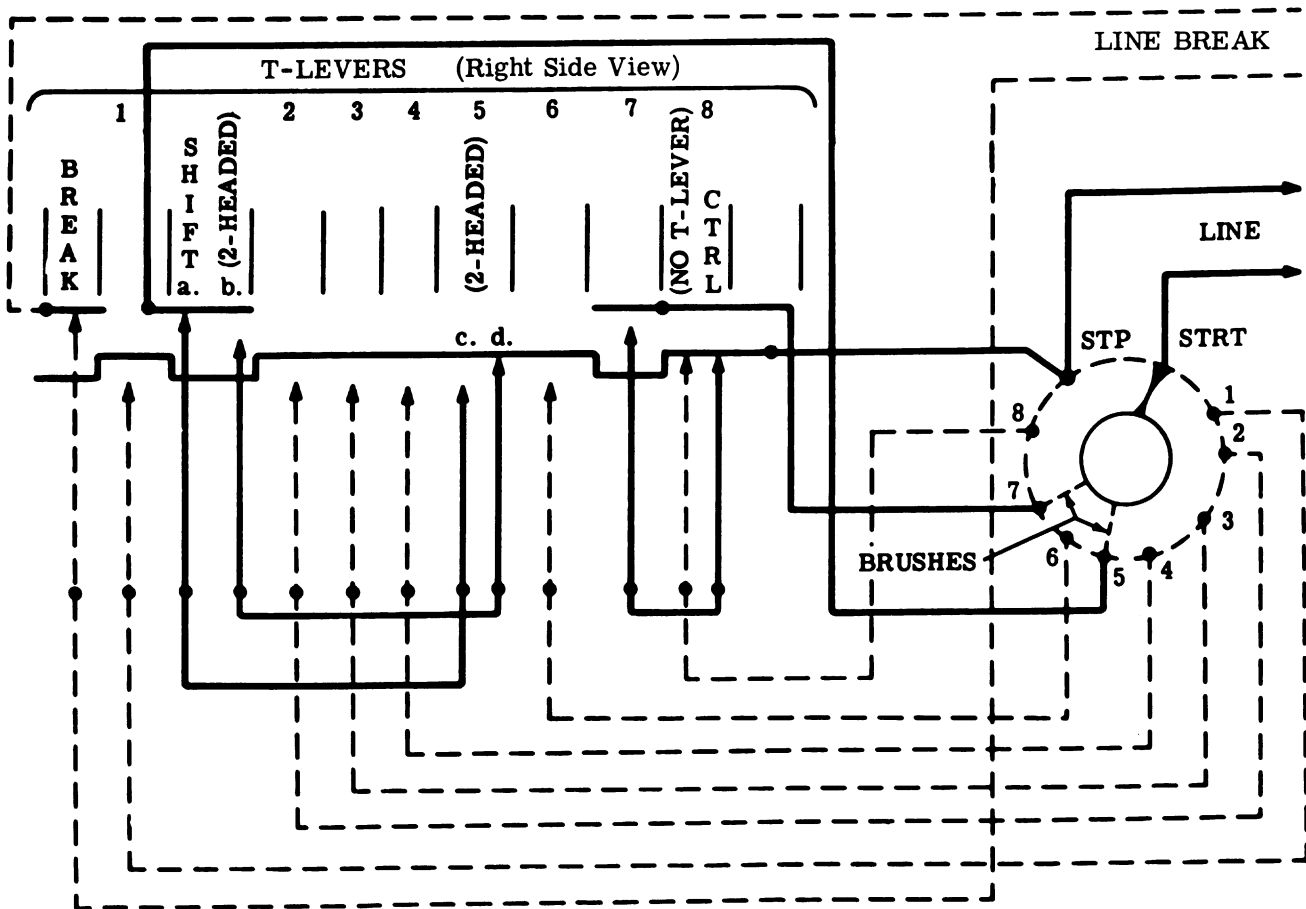 LINE BREAK
T-LEVERS (Right Side View)
1 2 3 4 5 6 7 8
BREAK
SHIFT
(2-HEADED)
a. b.
(2-HEADED)
(NO T-LEVER)
CTRL
c. d.
LINE
STP STRT
1
2
3
4
5
6
7
8
BRUSHES